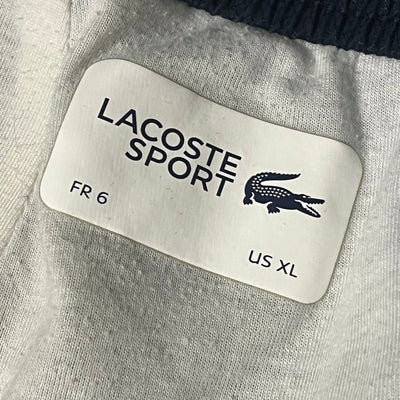 LACOSTE
SPORT
FR 6
US XL